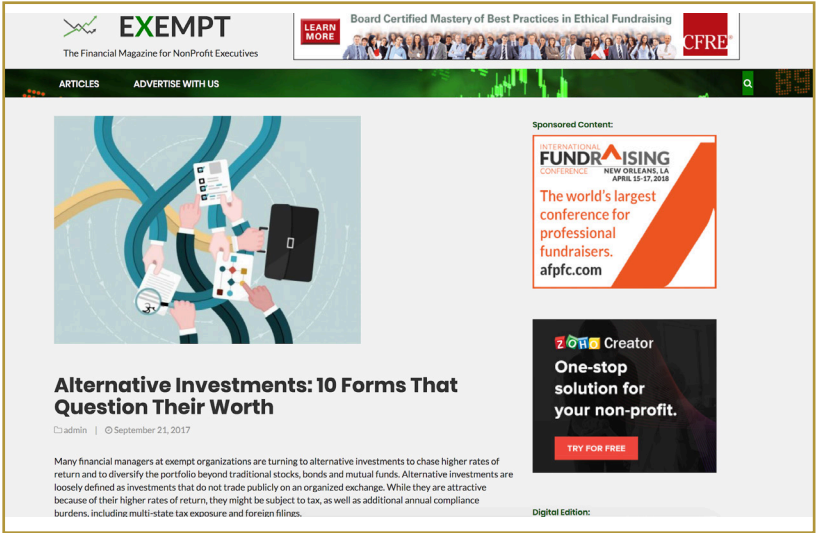 EXEMPT
The Financial Magazine for NonProfit Executives
LEARN
MORE
Board Certified Mastery of Best Practices in Ethical Fundraising
CFRE®
ARTICLES
ADVERTISE WITH US
89
Sponsored Content:
INTERNATIONAL
FUNDRAISING
CONFERENCE
NEW ORLEANS, LA
APRIL 15-17, 2018
The world's largest
conference for
professional
fundraisers.
afpfc.com
ZOHO Creator
One-stop
solution for
your non-profit.
TRY FOR FREE
Alternative Investments: 10 Forms That
Question Their Worth
admin | September 21, 2017
Many financial managers at exempt organizations are turning to alternative investments to chase higher rates of
return and to diversify the portfolio beyond traditional stocks, bonds and mutual funds. Alternative investments are
loosely defined as investments that do not trade publicly on an organized exchange. While they are attractive
because of their higher rates of return, they might be subject to tax, as well as additional annual compliance
burdens, including multi-state tax exposure and foreign filings.
Digital Edition: